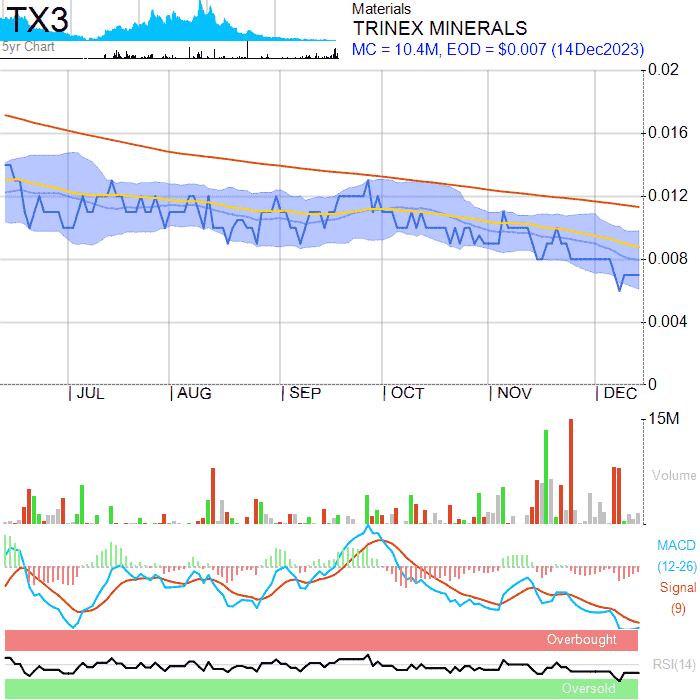 TX3
5yr Chart
Materials
TRINEX MINERALS
MC = 10.4M, EOD = $0.007 (14Dec2023)
0.02
0.016
0.012
0.008
0.004
0
JUL AUG SEP OCT NOV DEC
15M
Volume
MACD
(12-26)
Signal
(9)
Overbought
RSI(14)
Oversold